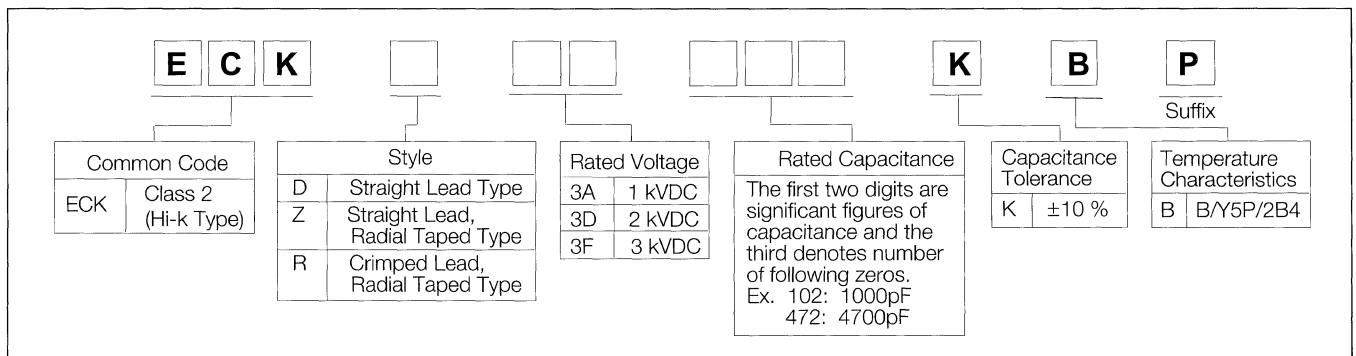 E C K K B P
Suffix
Common Code
ECK Class 2
(Hi-k Type)
Style
D Straight Lead Type
Z Straight Lead,
Radial Taped Type
R Crimped Lead,
Radial Taped Type
Rated Voltage
3A 1 kVDC
3D 2 kVDC
3F 3 kVDC
Rated Capacitance
The first two digits are
significant figures of
capacitance and the
third denotes number
of following zeros.
Ex. 102: 1000pF
472: 4700pF
Capacitance
Tolerance
K ±10 %
Temperature
Characteristics
B B/Y5P/2B4